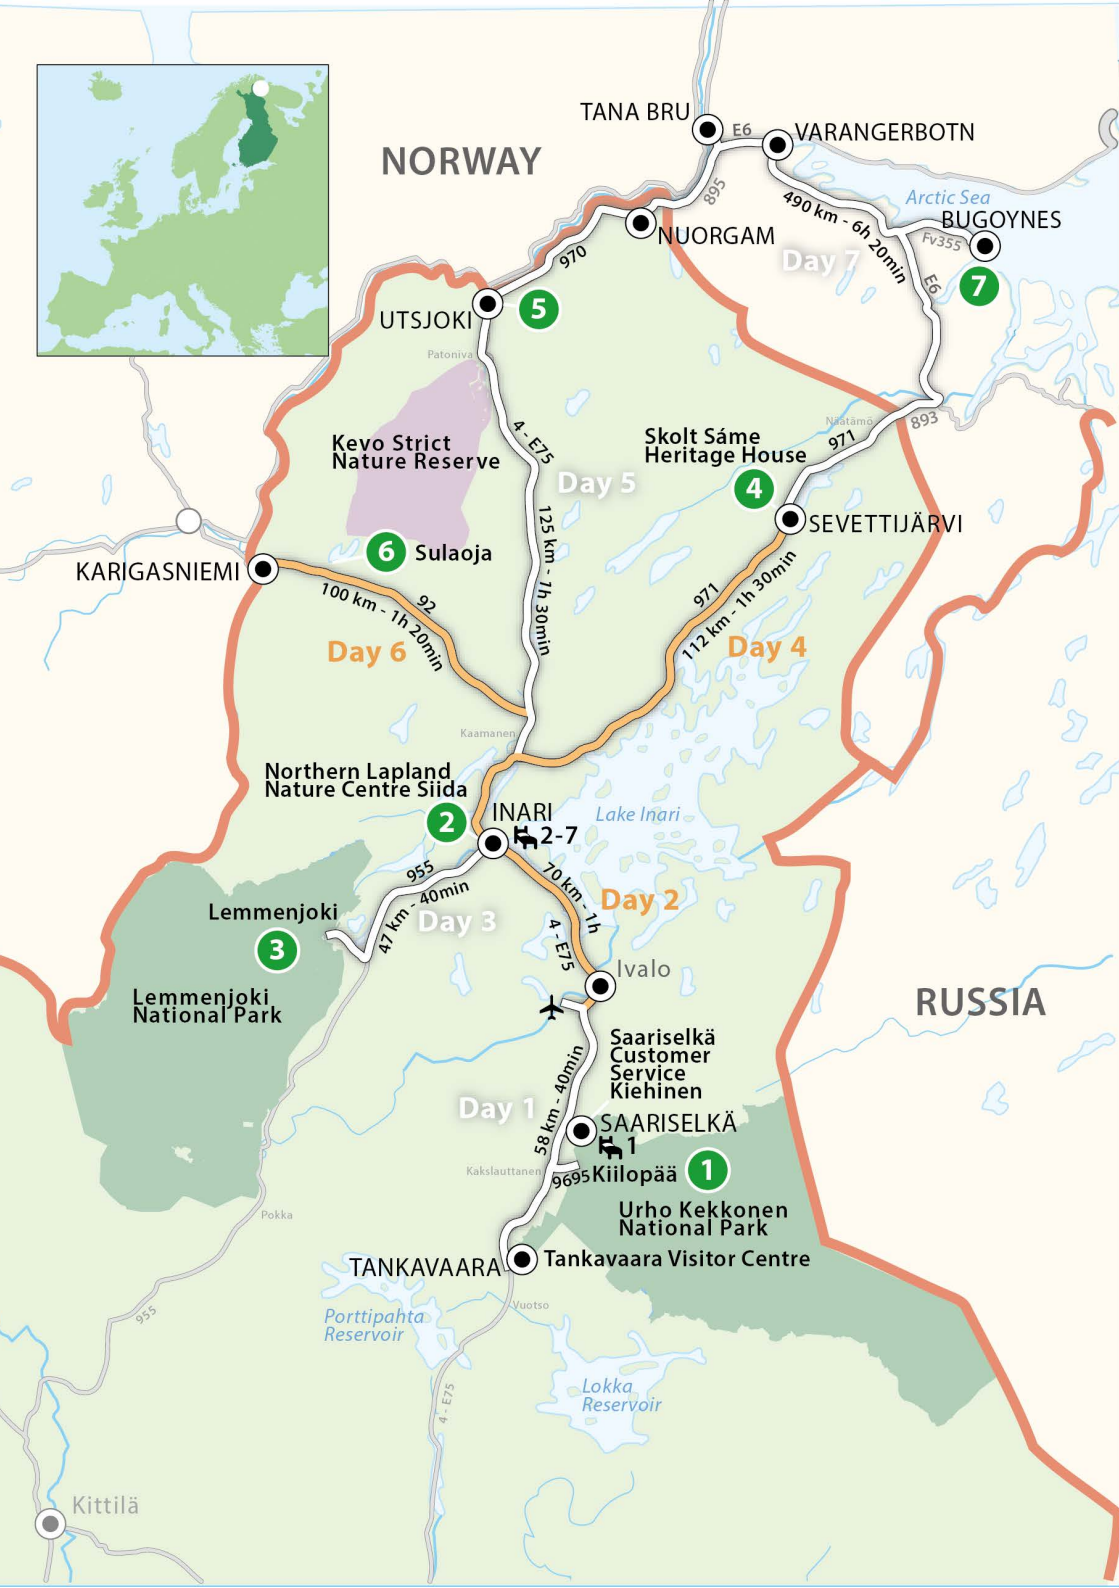 TANA BRU
E6
VARANGERBOTN
NORWAY
895
Arctic Sea
490 km - 6h 20min
BUGOYNES
NUORGAM
Fv355
970
Day 7
E6
7
5
UTSJOKI
Patoniva
4 - E75
Kevo Strict
Nature Reserve
Day 5
Skolt Sáme
Heritage House
Näätämö
893
971
4
SEVETTIJÄRVI
125 km - 1h 30min
6
Sulaoja
KARIGASNIEMI
92
100 km - 1h 20min
971
112 km - 1h 30min
Day 6
Day 4
Kaamanen
Northern Lapland
Nature Centre Siida
2
INARI
2-7
Lake Inari
955
47 km - 40min
70 km - 1h
Day 2
Day 3
Lemmenjoki
3
4 - E75
Ivalo
Lemmenjoki
National Park
RUSSIA
Saariselkä
Customer
Service
Kiehinen
58 km - 40min
Day 1
SAARISELKÄ
1
Kakslauttanen
9695
Kiilopää
1
Urho Kekkonen
National Park
Pokka
TANKAVAARA
Tankavaara Visitor Centre
Vuotso
955
Porttipahta
Reservoir
Lokka
Reservoir
4 - E75
Kittilä